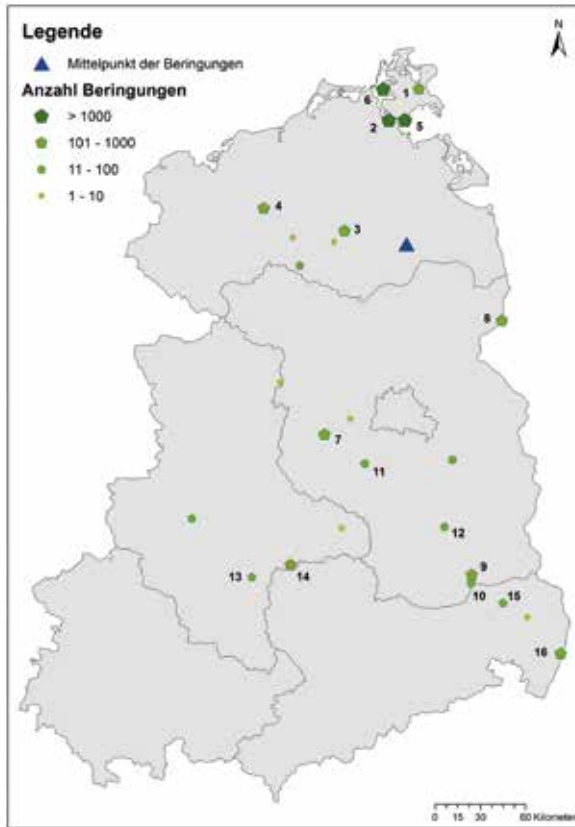 Legende
N
Mittelpunkt der Beringungen
Anzahl Beringungen
> 1000
101 - 1000
11 - 100
1 - 10
6
1
2
5
4
3
8
7
11
12
9
13
14
10
15
16
0 15 30 60 Kilometer